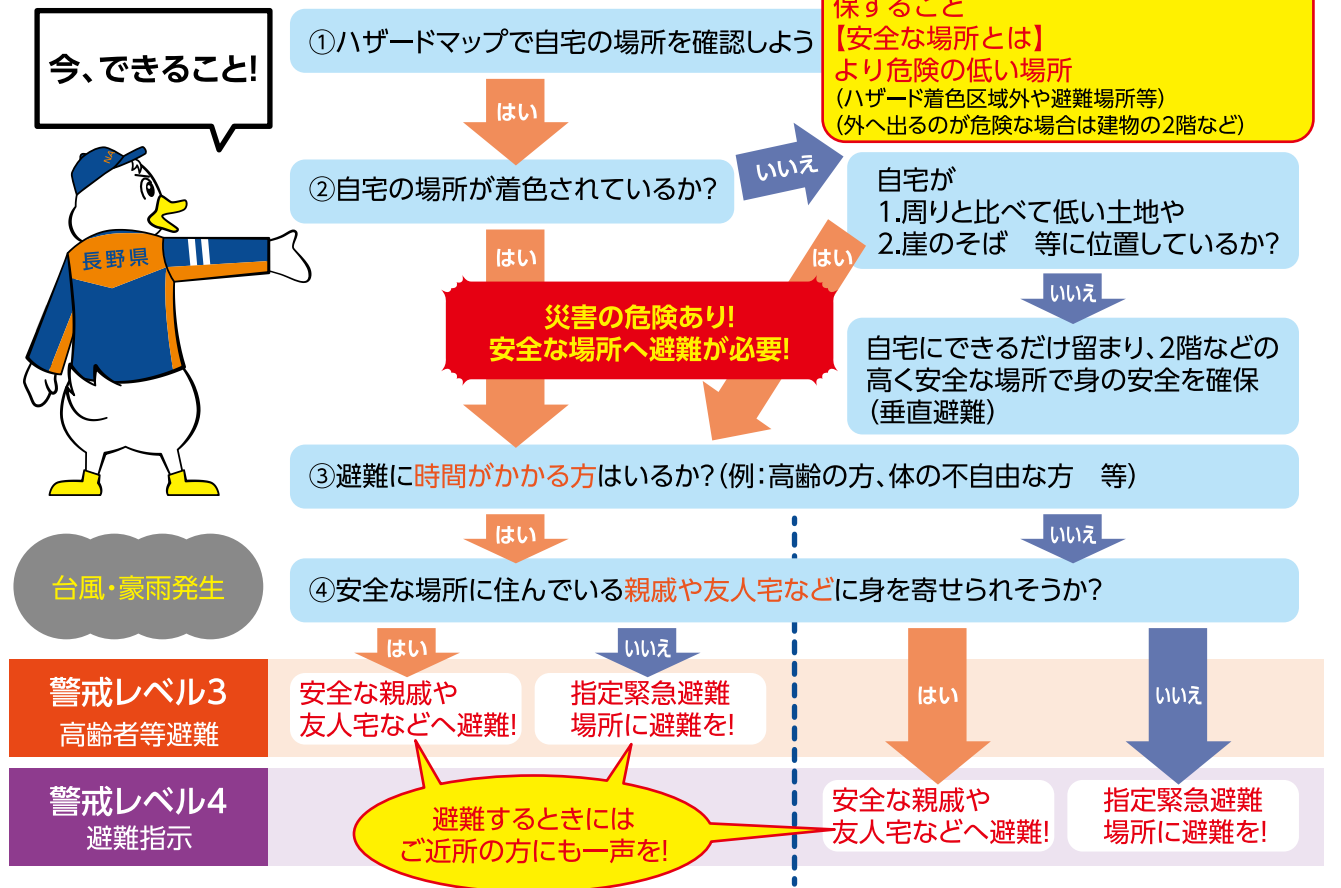 今、できること!
保すること
【安全な場所とは】
より危険の低い場所
(ハザード着色区域外や避難場所等)
(外へ出るのが危険な場合は建物の2階など)
①ハザードマップで自宅の場所を確認しよう
はい
②自宅の場所が着色されているか?
いいえ
自宅が
1.周りと比べて低い土地や
2.崖のそば　等に位置しているか?
はい
はい
いいえ
長野県
NA
災害の危険あり!
安全な場所へ避難が必要!
自宅にできるだけ留まり、2階などの
高く安全な場所で身の安全を確保
(垂直避難)
③避難に時間がかかる方はいるか?(例:高齢の方、体の不自由な方　等)
はい
いいえ
台風・豪雨発生
④安全な場所に住んでいる親戚や友人宅などに身を寄せられそうか?
はい
いいえ
はい
いいえ
警戒レベル3
高齢者等避難
安全な親戚や
友人宅などへ避難!
指定緊急避難
場所に避難を!
警戒レベル4
避難指示
避難するときには
ご近所の方にも一声を!
安全な親戚や
友人宅などへ避難!
指定緊急避難
場所に避難を!